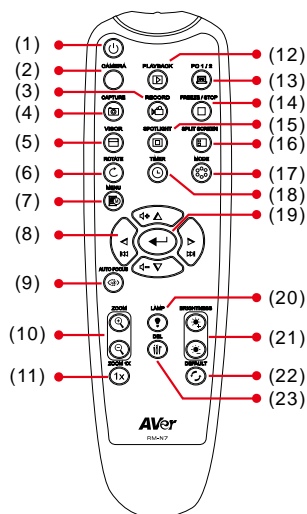 (1)
(2)
(3)
(4)
(5)
(6)
(7)
(8)
(9)
(10)
(11)
CAMERA PLAYBACK PC 1 / 2
CAPTURE RECORD FREEZE / STOP
VISOR SPOTLIGHT SPLIT SCREEN
ROTATE TIMER MODE
MENU
AUTO FOCUS
ZOOM LAMP BRIGHTNESS
ZOOM 1X DEL DEFAULT
1x
AVer
RM-N7
(12)
(13)
(14)
(15)
(16)
(17)
(18)
(19)
(20)
(21)
(22)
(23)